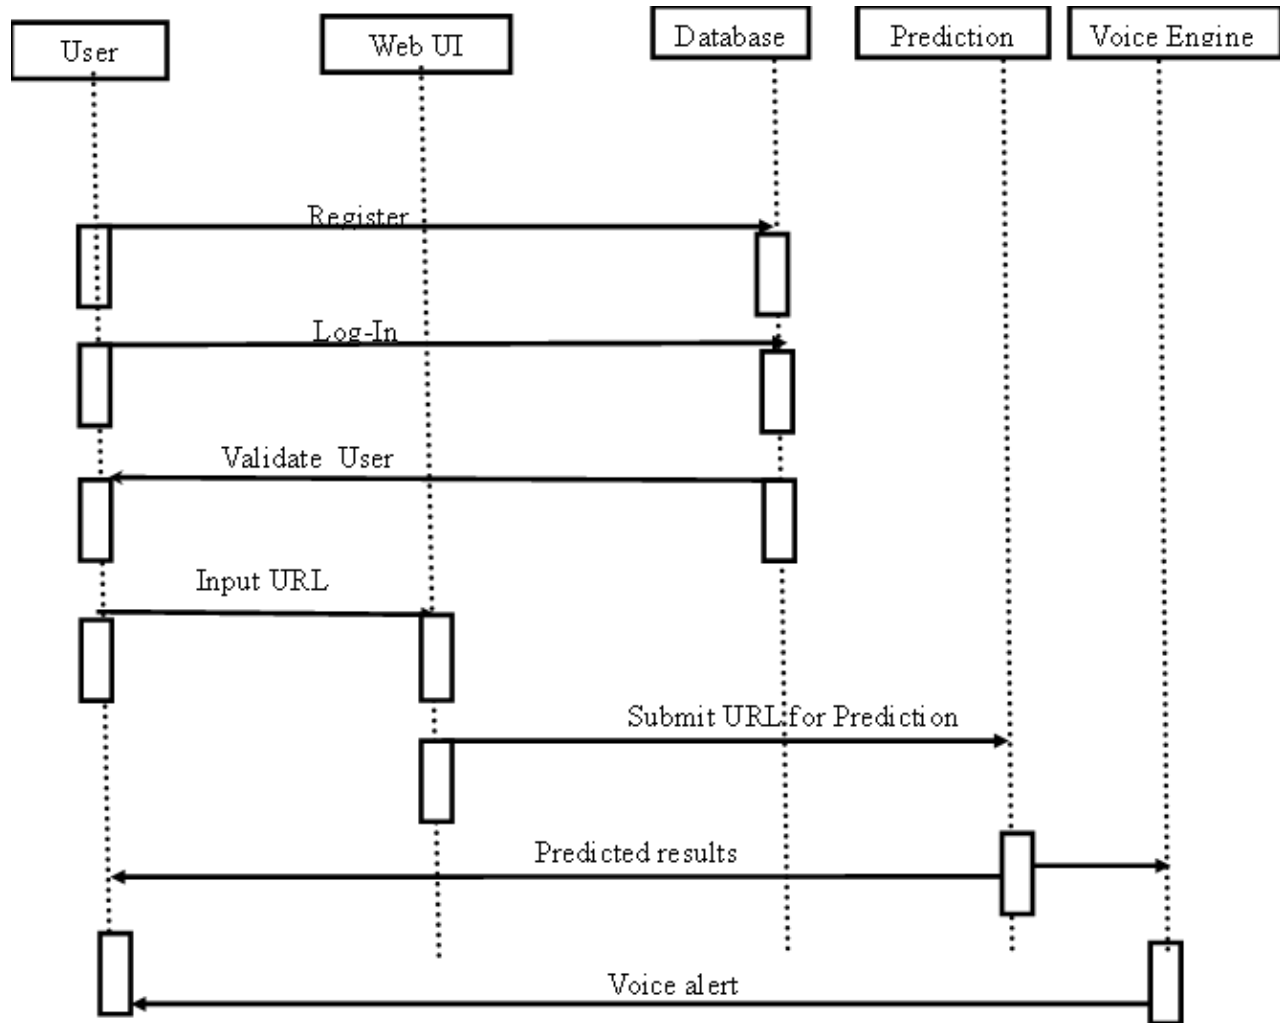 User
Web UI
Database
Prediction
Voice Engine
Register
Log-In
Validate User
Input URL
Submit URL for Prediction
Predicted results
Voice alert